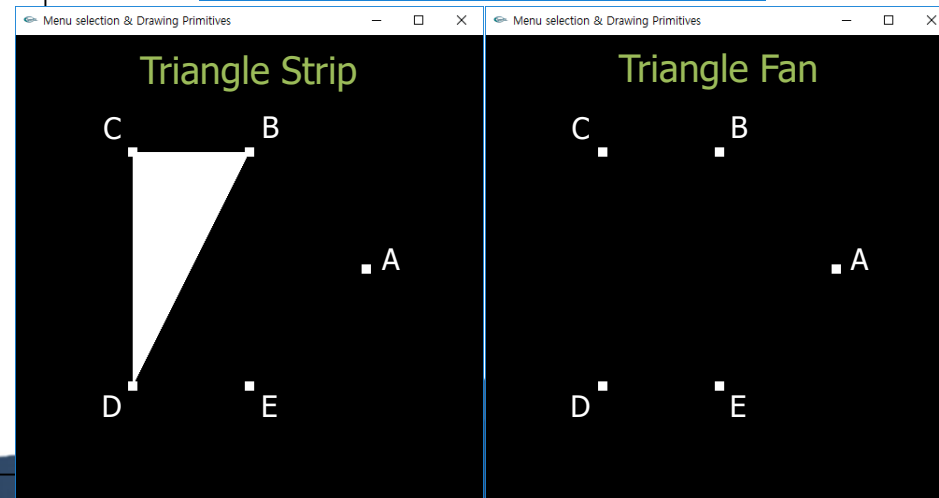 Menu selection & Drawing Primitives
Triangle Strip
C
B
A
D
E
Menu selection & Drawing Primitives
Triangle Fan
C
B
A
D
E